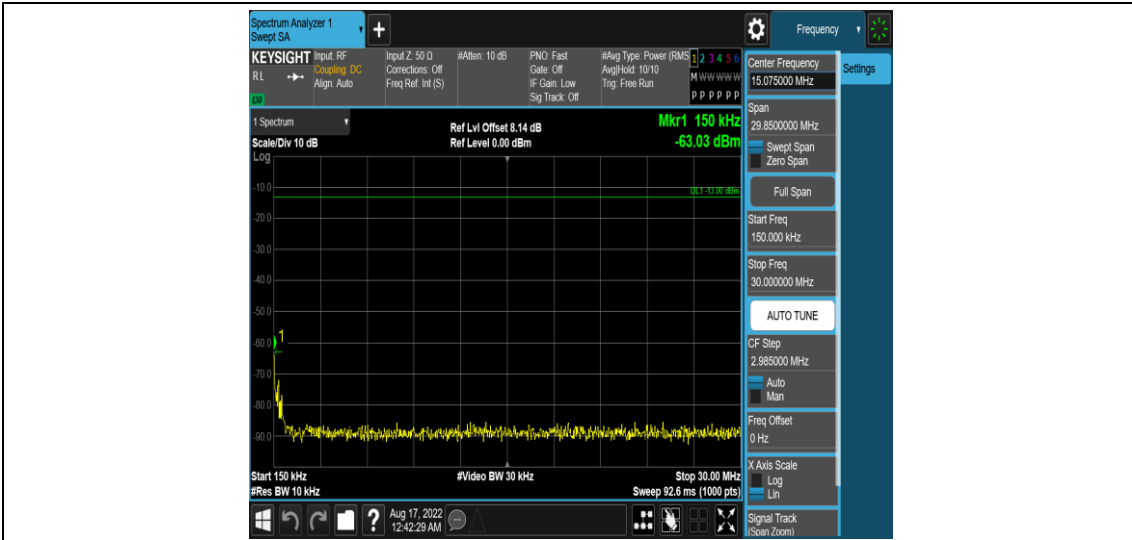 Spectrum Analyzer 1
Swept SA
+
Frequency
KEYSIGHT
RL
LXI
Input: RF
Coupling: DC
Align: Auto
Input Z: 50 Ω
Corrections: Off
Freq Ref: Int (S)
#Atten: 10 dB
PNO: Fast
Gate: Off
IF Gain: Low
Sig Track: Off
#Avg Type: Power (RMS
Avg|Hold: 10/10
Trig: Free Run
1 2 3 4 5 6
M W W W W W
P P P P P P
1 Spectrum
Scale/Div 10 dB
Ref Lvl Offset 8.14 dB
Ref Level 0.00 dBm
Mkr1 150 kHz
-63.03 dBm
Log
DL1 -13.00 dBm
-10.0
-20.0
-30.0
-40.0
-50.0
1
-60.0
-70.0
-80.0
-90.0
Start 150 kHz
#Video BW 30 kHz
Stop 30.00 MHz
#Res BW 10 kHz
Sweep 92.6 ms (1000 pts)
?
Aug 17, 2022
12:42:29 AM
Center Frequency
15.075000 MHz
Settings
Span
29.8500000 MHz
Swept Span
Zero Span
Full Span
Start Freq
150.000 kHz
Stop Freq
30.000000 MHz
AUTO TUNE
CF Step
2.985000 MHz
Auto
Man
Freq Offset
0 Hz
X Axis Scale
Log
Lin
Signal Track
(Span Zoom)